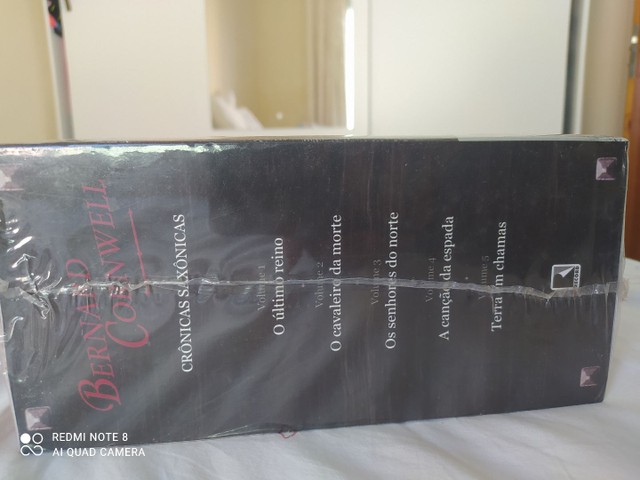 BERNARD
CORNWELL
CRÔNICAS SAXÔNICAS
Volume 1
O último reino
Volume 2
O cavaleiro da morte
Volume 3
Os senhores do norte
Volume 4
A canção da espada
Volume 5
Terra em chamas
REDMI NOTE 8
AI QUAD CAMERA